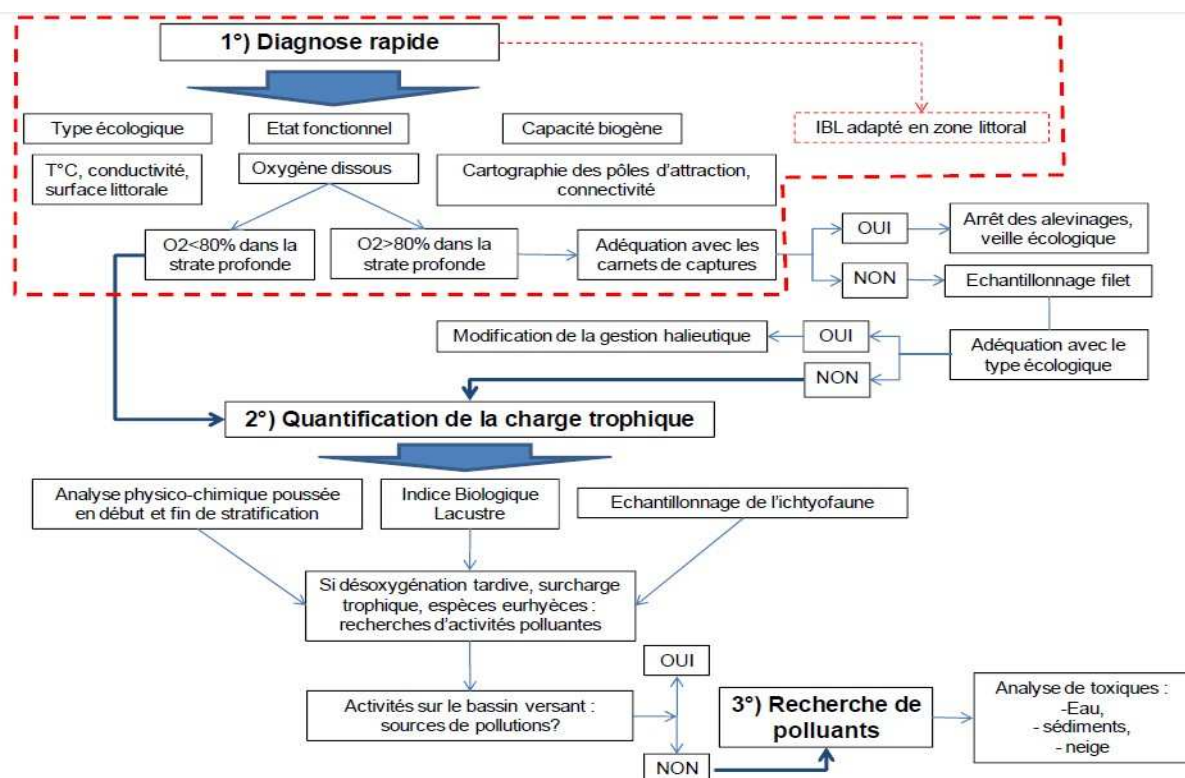 1°) Diagnose rapide
Type écologique
Etat fonctionnel
Capacité biogène
IBL adapté en zone littoral
T°C, conductivité,
surface littorale
Oxygène dissous
Cartographie des pôles d'attraction,
connectivité
O2<80% dans la
strate profonde
O2>80% dans la
strate profonde
Adéquation avec les
carnets de captures
OUI
Arrêt des alevinages,
veille écologique
NON
Echantillonnage filet
Modification de la gestion halieutique
OUI
Adéquation avec le
type écologique
NON
2°) Quantification de la charge trophique
Analyse physico-chimique poussée
en début et fin de stratification
Indice Biologique
Lacustre
Echantillonnage de l'ichtyofaune
Si désoxygénation tardive, surcharge
trophique, espèces eurhyèces :
recherches d'activités polluantes
OUI
Activités sur le bassin versant :
sources de pollutions?
NON
3°) Recherche de
polluants
Analyse de toxiques :
-Eau,
- sédiments,
- neige